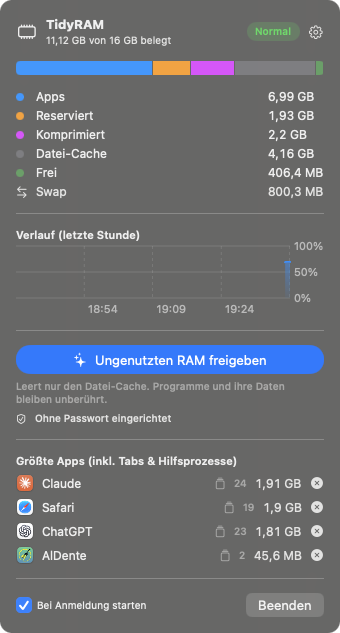 TidyRAM
11,12 GB von 16 GB belegt
Normal
Apps 6,99 GB
Reserviert 1,93 GB
Komprimiert 2,2 GB
Datei-Cache 4,16 GB
Frei 406,4 MB
Swap 800,3 MB
Verlauf (letzte Stunde)
100%
50%
0%
18:54 19:09 19:24
Ungenutzten RAM freigeben
Leert nur den Datei-Cache. Programme und ihre Daten
bleiben unberührt.
Ohne Passwort eingerichtet
Größte Apps (inkl. Tabs & Hilfsprozesse)
Claude 24 1,91 GB
Safari 19 1,9 GB
ChatGPT 23 1,81 GB
AlDente 2 45,6 MB
Bei Anmeldung starten
Beenden